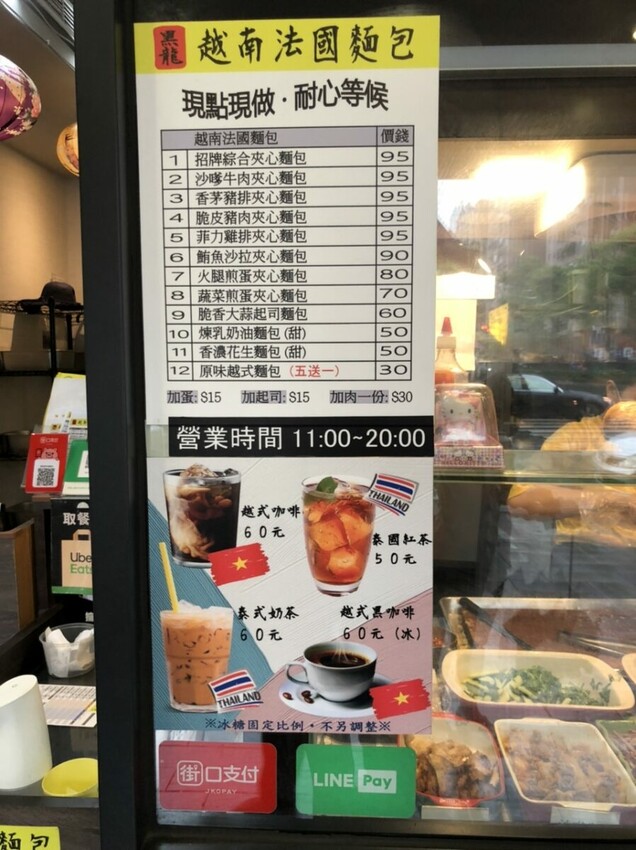 黑龍 越南法國麵包
現點現做·耐心等候
越南法國麵包 價錢
1 招牌綜合夾心麵包 95
2 沙嗲牛肉夾心麵包 95
3 香茅豬排夾心麵包 95
4 脆皮豬肉夾心麵包 95
5 菲力雞排夾心麵包 95
6 鮪魚沙拉夾心麵包 90
7 火腿煎蛋夾心麵包 80
8 蔬菜煎蛋夾心麵包 70
9 脆香大蒜起司麵包 60
10 煉乳奶油麵包(甜) 50
11 香濃花生麵包(甜) 50
12 原味越式麵包(五送一) 30
加蛋:$15 加起司:$15 加肉一份:$30
營業時間 11:00~20:00
越式咖啡
60元
THAILAND
泰國紅茶
50元
泰式奶茶
60元
越式黑咖啡
60元(冰)
THAILAND
※冰糖固定比例,不另調整※
街口支付
JKOPAY
LINE Pay
取餐
Uber
Eats
麵包